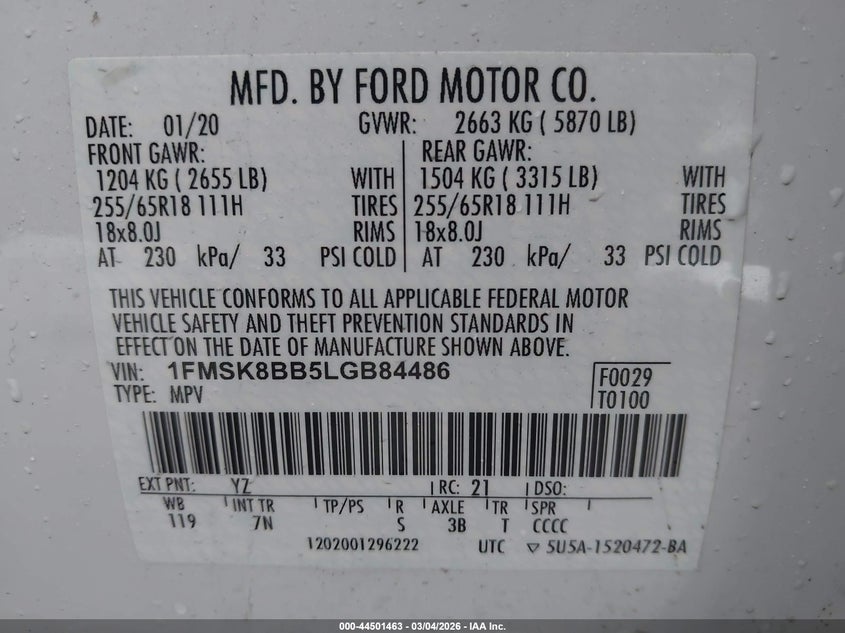 MFD. BY FORD MOTOR CO.
DATE: 01/20 GVWR: 2663 KG ( 5870 LB)
FRONT GAWR: REAR GAWR:
1204 KG ( 2655 LB) WITH 1504 KG ( 3315 LB) WITH
255/65R18 111H TIRES 255/65R18 111H TIRES
18x8.0J RIMS 18x8.0J RIMS
AT 230 kPa/ 33 PSI COLD AT 230 kPa/ 33 PSI COLD
THIS VEHICLE CONFORMS TO ALL APPLICABLE FEDERAL MOTOR
VEHICLE SAFETY AND THEFT PREVENTION STANDARDS IN
EFFECT ON THE DATE OF MANUFACTURE SHOWN ABOVE.
VIN: 1FMSK8BB5LGB84486 F0029
TYPE: MPV T0100
EXT PNT: YZ RC: 21 DSO:
WB INT TR TP/PS R AXLE TR SPR
119 7N S 3B T CCCC
1202001296222 UTC ▽ 5U5A-1520472-BA
000-44501463 - 03/04/2026 - IAA Inc.